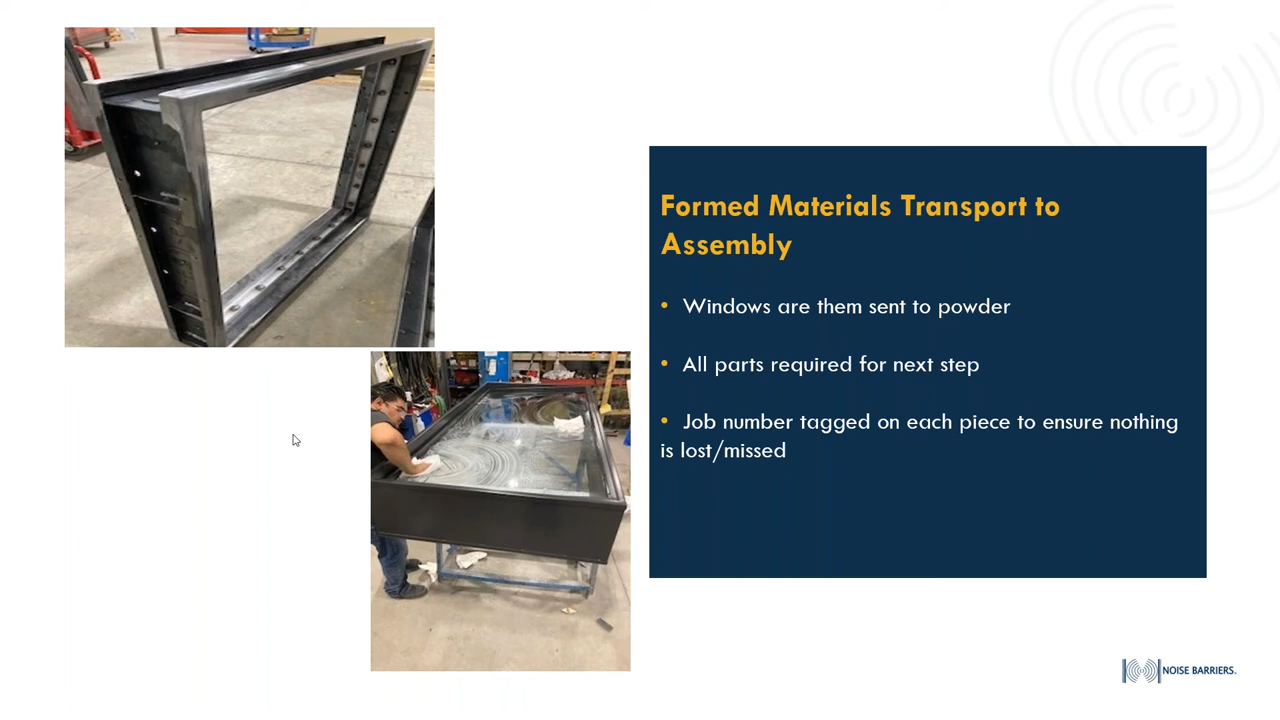 Formed Materials Transport to
Assembly
• Windows are them sent to powder
• All parts required for next step
• Job number tagged on each piece to ensure nothing
is lost/missed
NOISE BARRIERS.